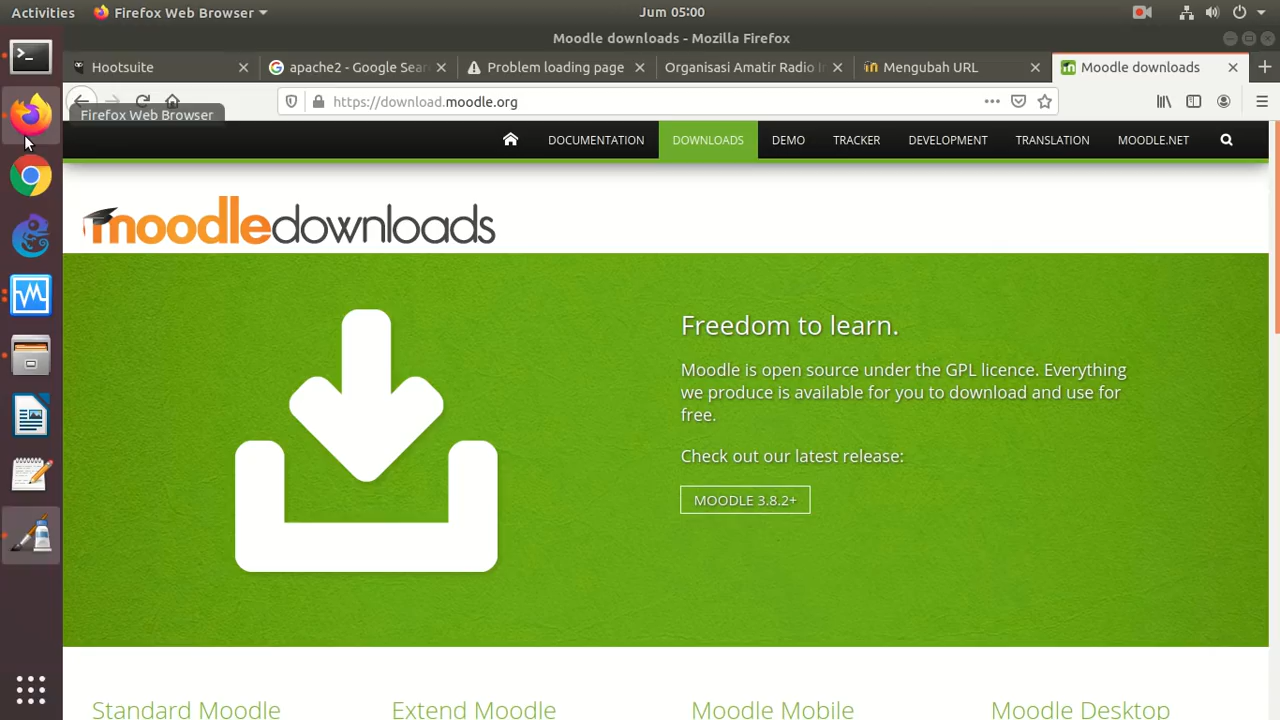 Activities
Firefox Web Browser
Jum 05:00
Moodle downloads - Mozilla Firefox
Hootsuite
apache2 - Google Sear
Problem loading page
Organisasi Amatir Radio I
Mengubah URL
Moodle downloads
Firefox Web Browser
https://download.moodle.org
DOCUMENTATION
DOWNLOADS
DEMO
TRACKER
DEVELOPMENT
TRANSLATION
MOODLE.NET
moodledownloads
Freedom to learn.
Moodle is open source under the GPL licence. Everything
we produce is available for you to download and use for
free.
Check out our latest release:
MOODLE 3.8.2+
Standard Moodle
Extend Moodle
Moodle Mobile
Moodle Desktop